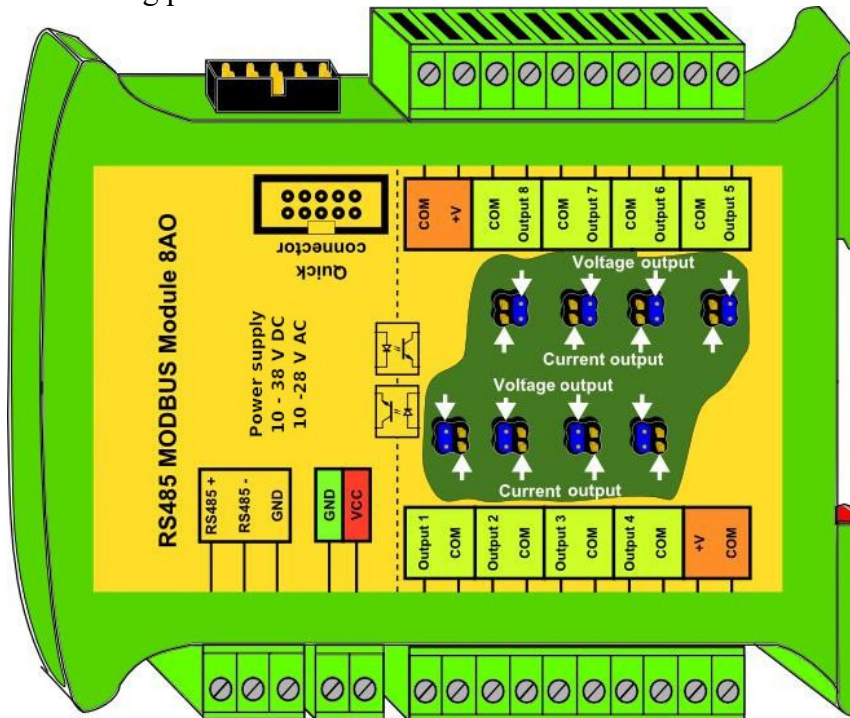 RS485 MODBUS Module 8AO
Quick
connector
Power supply
10 - 38 V DC
10 -28 V AC
RS485 +
RS485 -
GND
GND
VCC
COM
+V
COM
Output 8
COM
Output 7
COM
Output 6
COM
Output 5
Voltage output
Current output
Voltage output
Current output
Output 1
COM
Output 2
COM
Output 3
COM
Output 4
COM
+V
COM